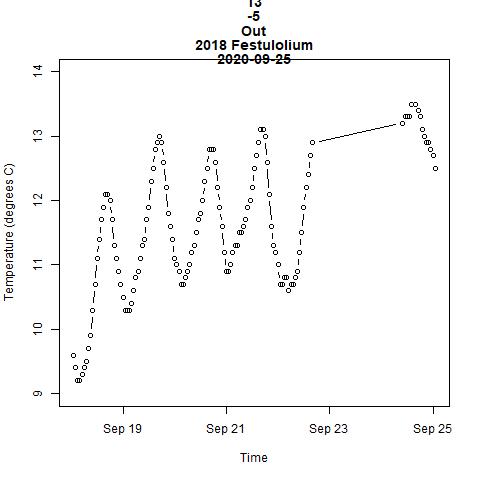 13
-5
Out
2018 Festulolium
2020-09-25
Temperature (degrees C)
14
13
12
11
10
9
Sep 19
Sep 21
Sep 23
Sep 25
Time